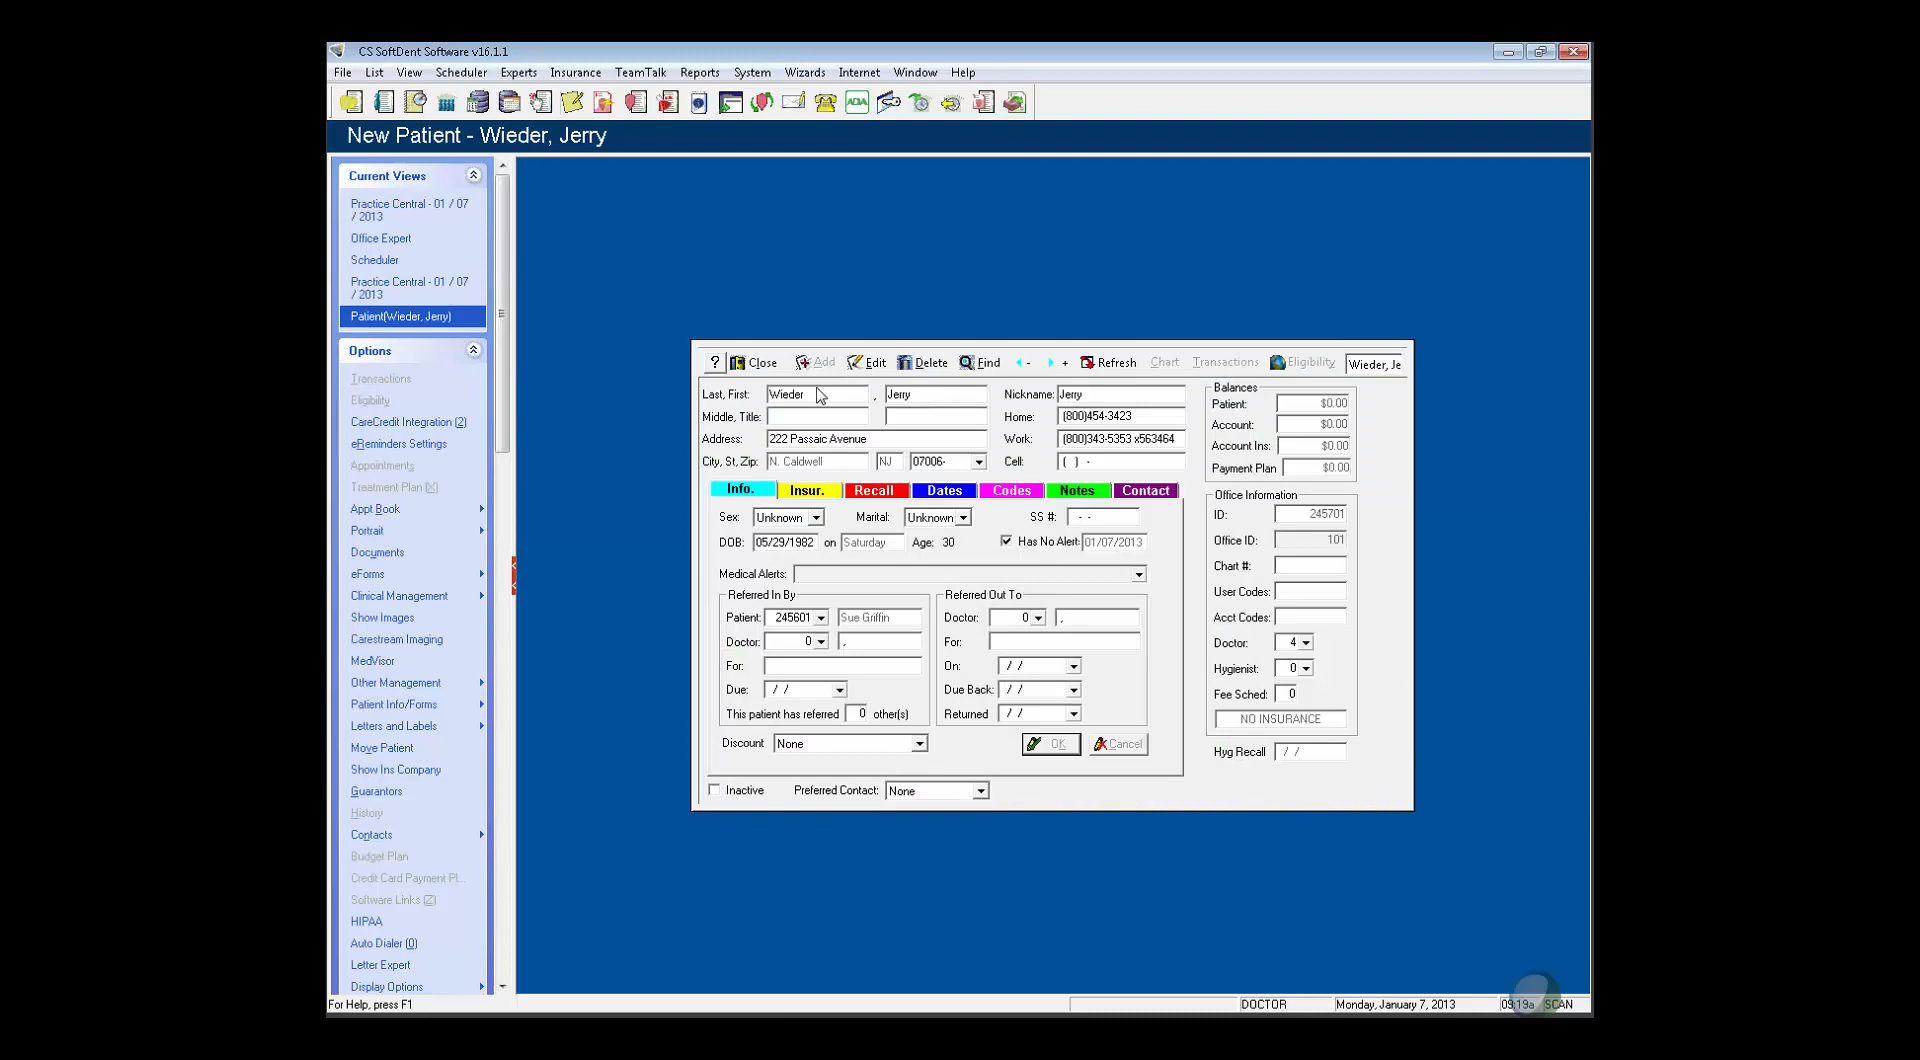 CS SoftDent Software v16.1.1
File List View Scheduler Experts Insurance TeamTalk Reports System Wizards Internet Window Help
ADA
New Patient - Wieder, Jerry
Current Views
Practice Central - 01 / 07
/ 2013
Office Expert
Scheduler
Practice Central - 01 / 07
/ 2013
Patient(Wieder, Jerry)
Options
Transactions
Eligibility
CareCredit Integration (2)
eReminders Settings
Appointments
Treatment Plan (X)
Appt Book
Portrait
Documents
eForms
Clinical Management
Show Images
Carestream Imaging
MedVisor
Other Management
Patient Info/Forms
Letters and Labels
Move Patient
Show Ins Company
Guarantors
History
Contacts
Budget Plan
Credit Card Payment Pl...
Software Links (Z)
HIPAA
Auto Dialer (0)
Letter Expert
Display Options
? Close Add Edit Delete Find - + Refresh Chart Transactions Eligibility Wieder, Je
Last, First: Wieder , Jerry Nickname: Jerry
Middle, Title: Home: (800)454-3423
Address: 222 Passaic Avenue Work: (800)343-5353 x563464
City, St, Zip: N. Caldwell NJ 07006- Cell: ( ) -
Info. Insur. Recall Dates Codes Notes Contact
Sex: Unknown Marital: Unknown SS #: - -
DOB: 05/29/1982 on Saturday Age: 30 Has No Alert: 01/07/2013
Medical Alerts:
Referred In By
Patient: 245601 Sue Griffin
Doctor: 0 ,
For:
Due: / /
This patient has referred 0 other(s)
Referred Out To
Doctor: 0 ,
For:
On: / /
Due Back: / /
Returned / /
Discount None OK Cancel
Inactive Preferred Contact: None
Balances
Patient: $0.00
Account: $0.00
Account Ins: $0.00
Payment Plan $0.00
Office Information
ID: 245701
Office ID: 101
Chart #:
User Codes:
Acct Codes:
Doctor: 4
Hygienist: 0
Fee Sched: 0
NO INSURANCE
Hyg Recall / /
For Help, press F1 DOCTOR Monday, January 7, 2013 09:19a SCAN